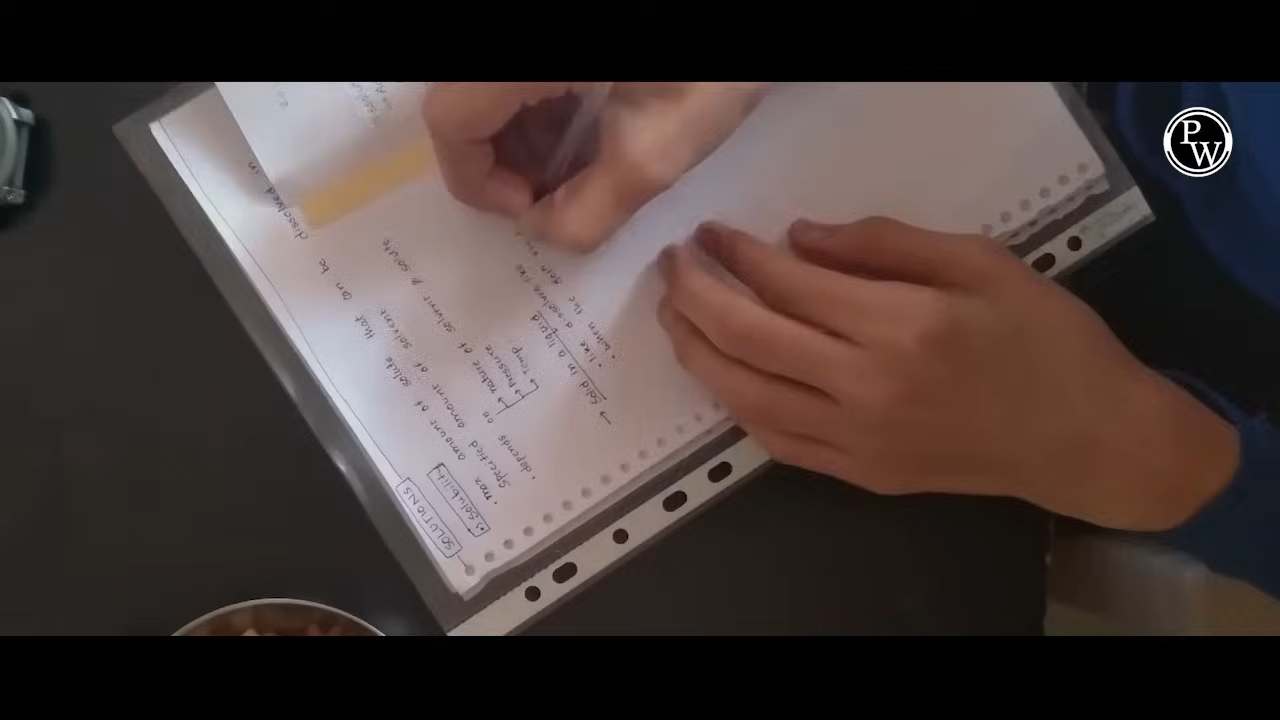 SOLUTIONS
•) Solubility
• max amount of solute that can be dissolved in
specified amount of solvent
• depends on → nature of solvent & solute
→ Temp
→ Pressure
→ Solid in a liquid
• like dissolves like
• when the solⁿ
PW